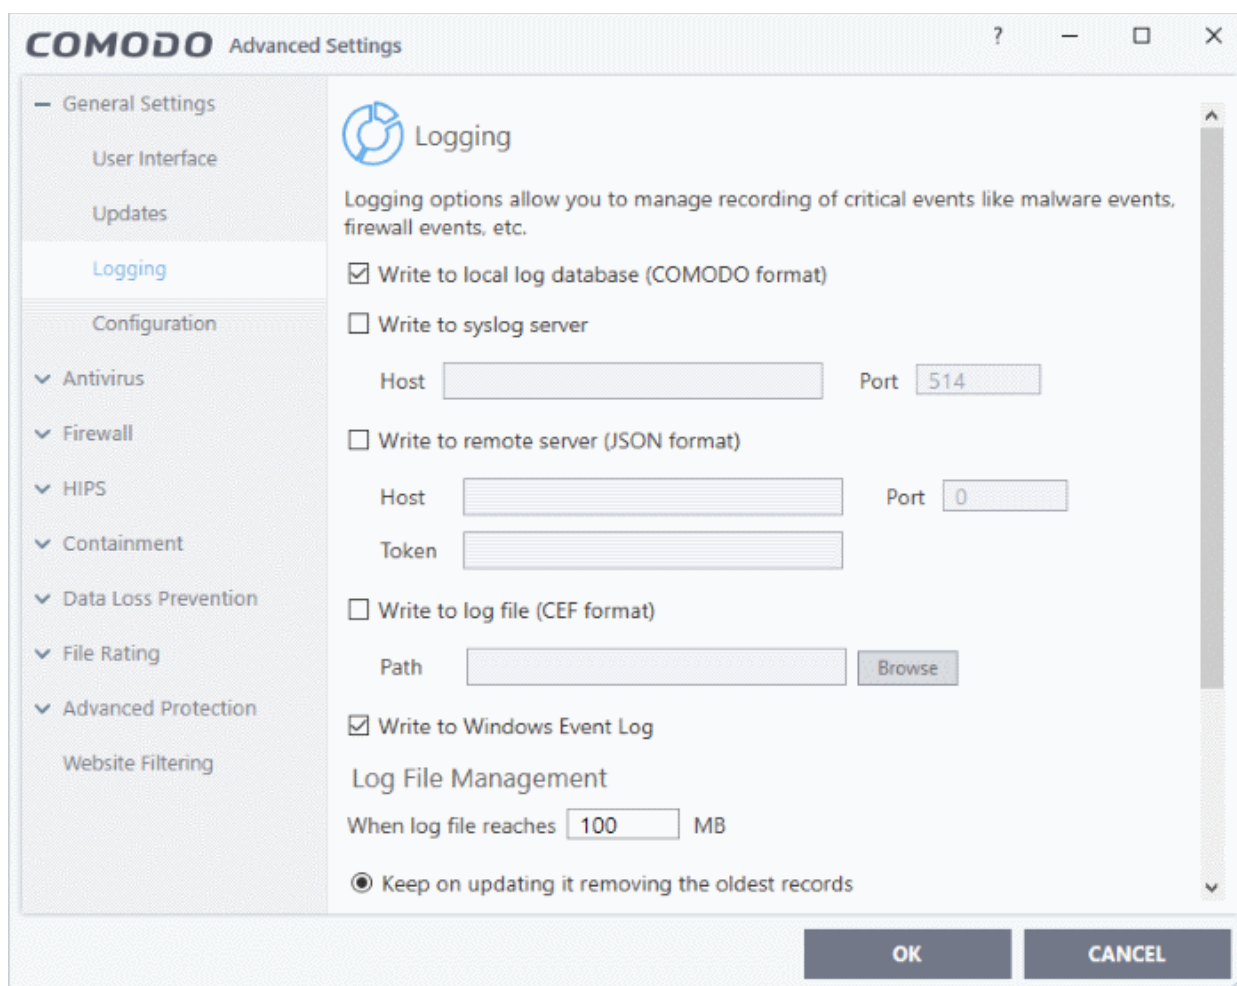 COMODO Advanced Settings ?
General Settings
User Interface
Updates
Logging
Configuration
Antivirus
Firewall
HIPS
Containment
Data Loss Prevention
File Rating
Advanced Protection
Website Filtering
Logging
Logging options allow you to manage recording of critical events like malware events,
firewall events, etc.
Write to local log database (COMODO format)
Write to syslog server
Host Port 514
Write to remote server (JSON format)
Host Port 0
Token
Write to log file (CEF format)
Path Browse
Write to Windows Event Log
Log File Management
When log file reaches 100 MB
Keep on updating it removing the oldest records
OK CANCEL